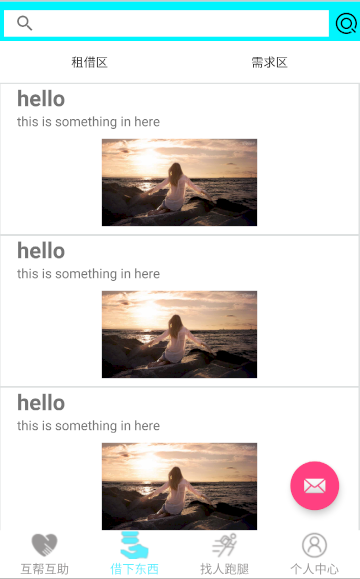 租借区 需求区
hello
this is something in here
hello
this is something in here
hello
this is something in here
互帮互助 借下东西 找人跑腿 个人中心